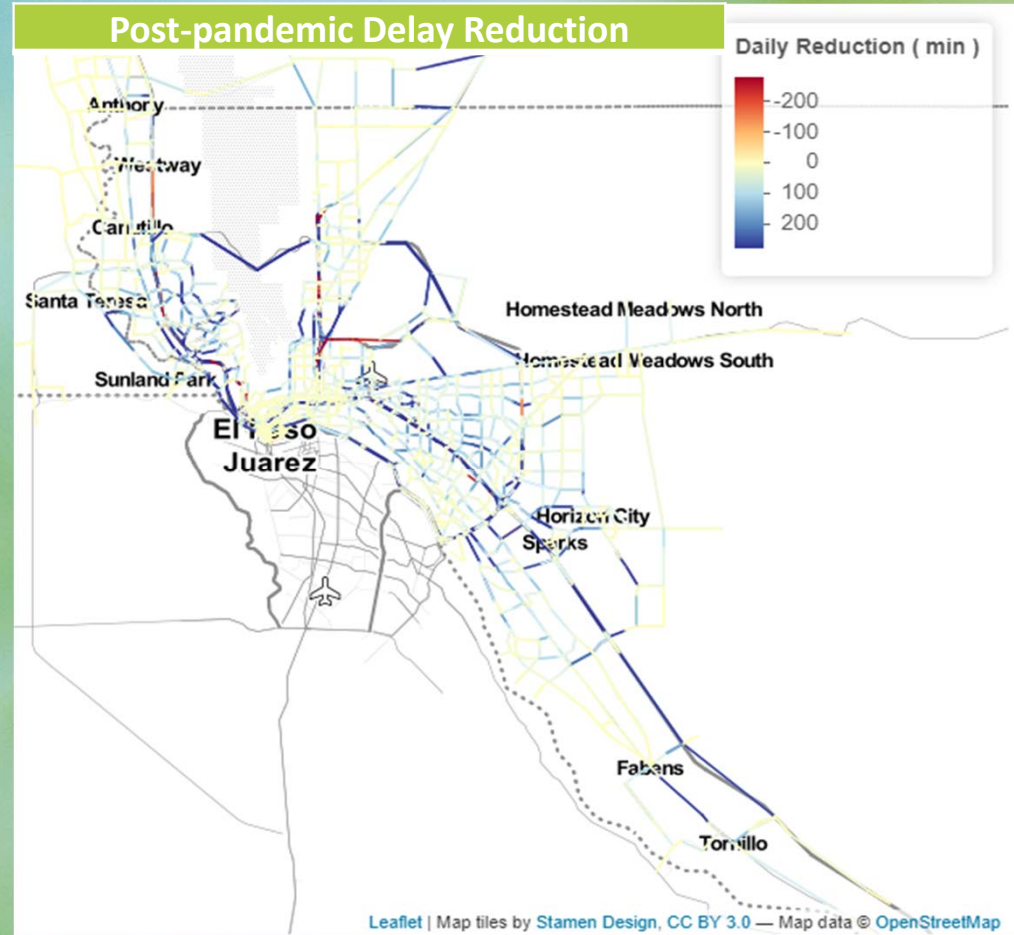 Post-pandemic Delay Reduction
Daily Reduction ( min )
-200
-100
0
100
200
Anthony
Westway
Canutillo
Santa Teresa
Homestead Meadows North
Homestead Meadows South
Sunland Park
El Paso
Juarez
Horizon City
Sparks
Fabens
Tornillo
Leaflet | Map tiles by Stamen Design, CC BY 3.0 — Map data © OpenStreetMap